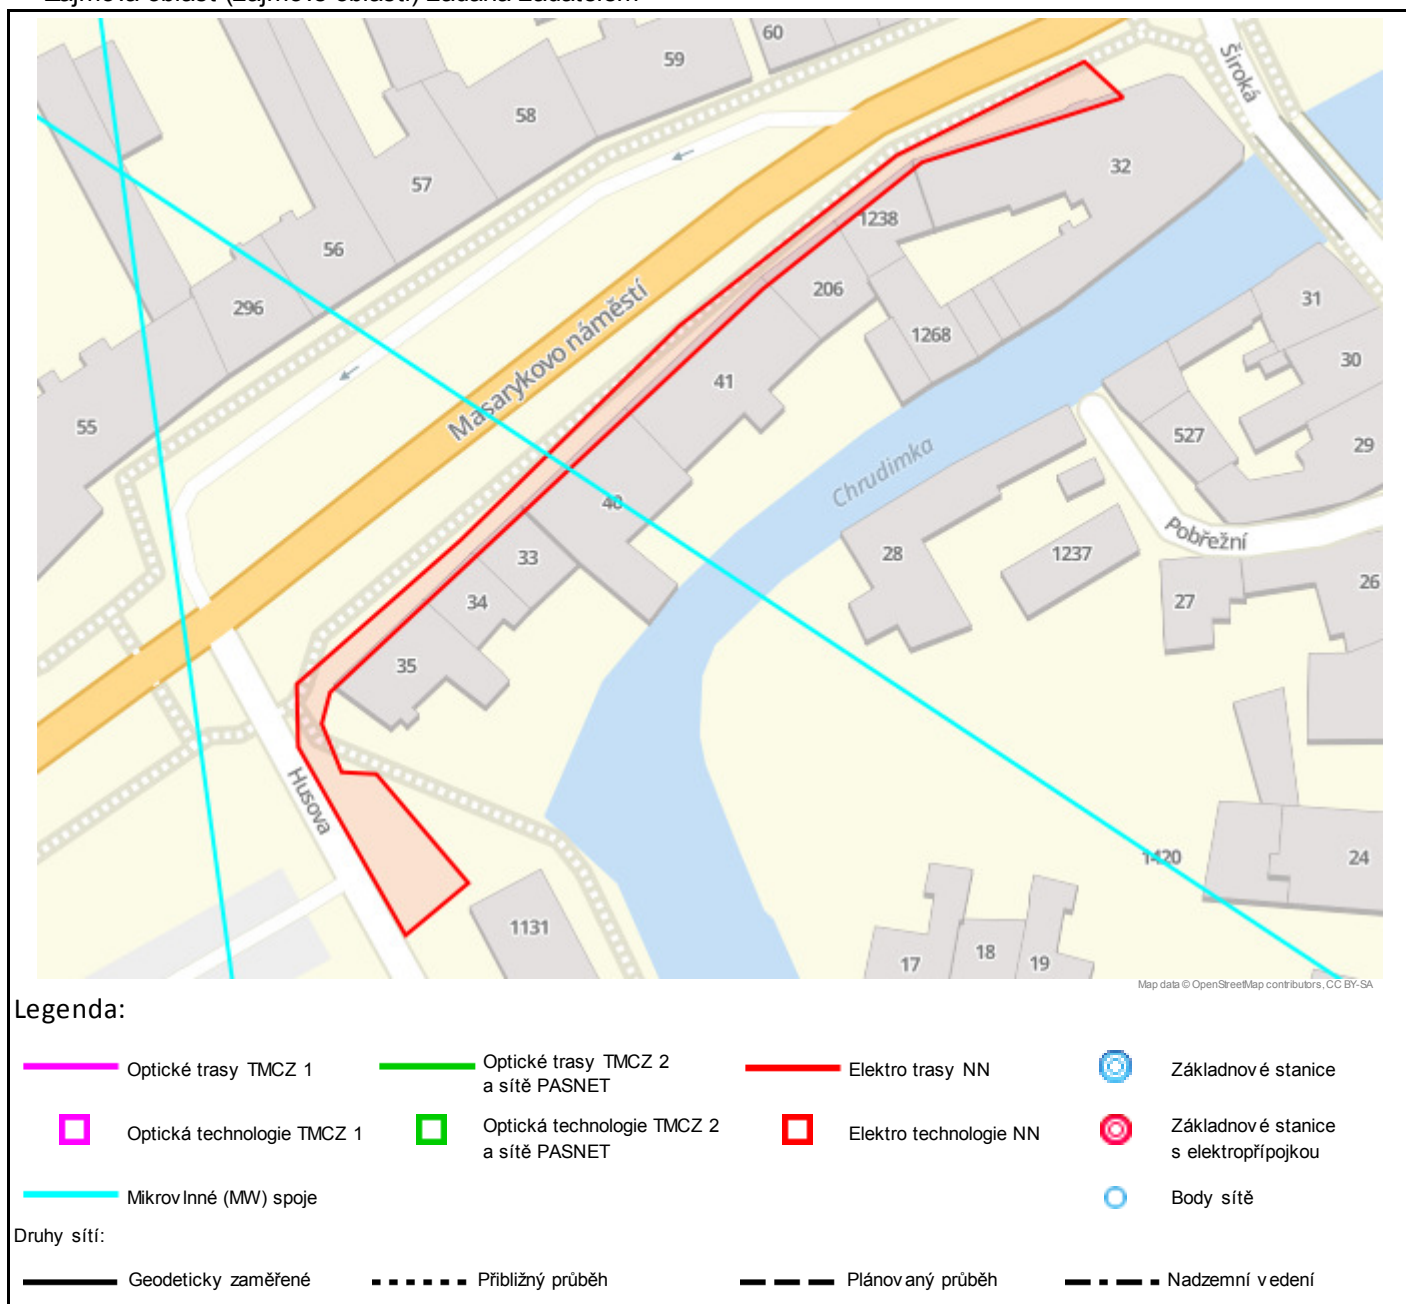 60
59
Široká
58
57
32
1238
56
206
296
31
1268
30
Masarykovo náměstí
41
55
527
29
Chrudimka
40
Pobřežní
33
28
1237
26
34
27
35
Husova
1420
24
1131
17
18
19
Map data © OpenStreetMap contributors, CC BY-SA
Legenda:
Optické trasy TMCZ 1
Optické trasy TMCZ 2
a sítě PASNET
Elektro trasy NN
Základnové stanice
Optická technologie TMCZ 1
Optická technologie TMCZ 2
a sítě PASNET
Elektro technologie NN
Základnové stanice
s elektropřípojkou
Mikrovlnné (MW) spoje
Body sítě
Druhy sítí:
Geodeticky zaměřené
Přibližný průběh
Plánovaný průběh
Nadzemní vedení